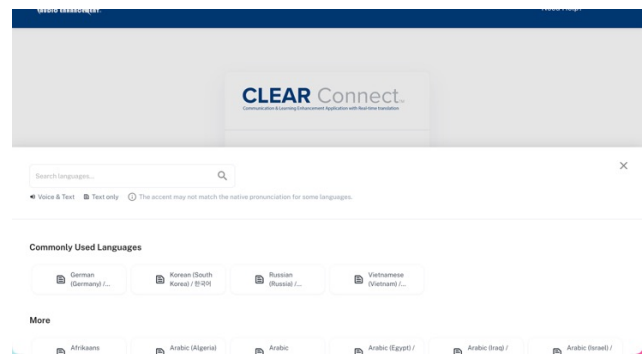 Need Help?
CLEAR Connect™
Communication & Learning Enhancement Application with Real-time translation
Search languages...
Voice & Text Text only The accent may not match the native pronunciation for some languages.
Commonly Used Languages
German (Germany) /...
Korean (South Korea) / 한국어
Russian (Russia) /...
Vietnamese (Vietnam) /...
More
Afrikaans
Arabic (Algeria)
Arabic
Arabic (Egypt) /
Arabic (Iraq) /
Arabic (Israel) /